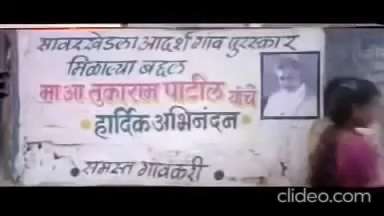 सावरखेडला आदर्श गाव पुरस्कार
मिळाल्या बद्दल
मा आ तुकाराम पाटील यांचे
हार्दिक अभिनंदन
समस्त गावकरी
clideo.com